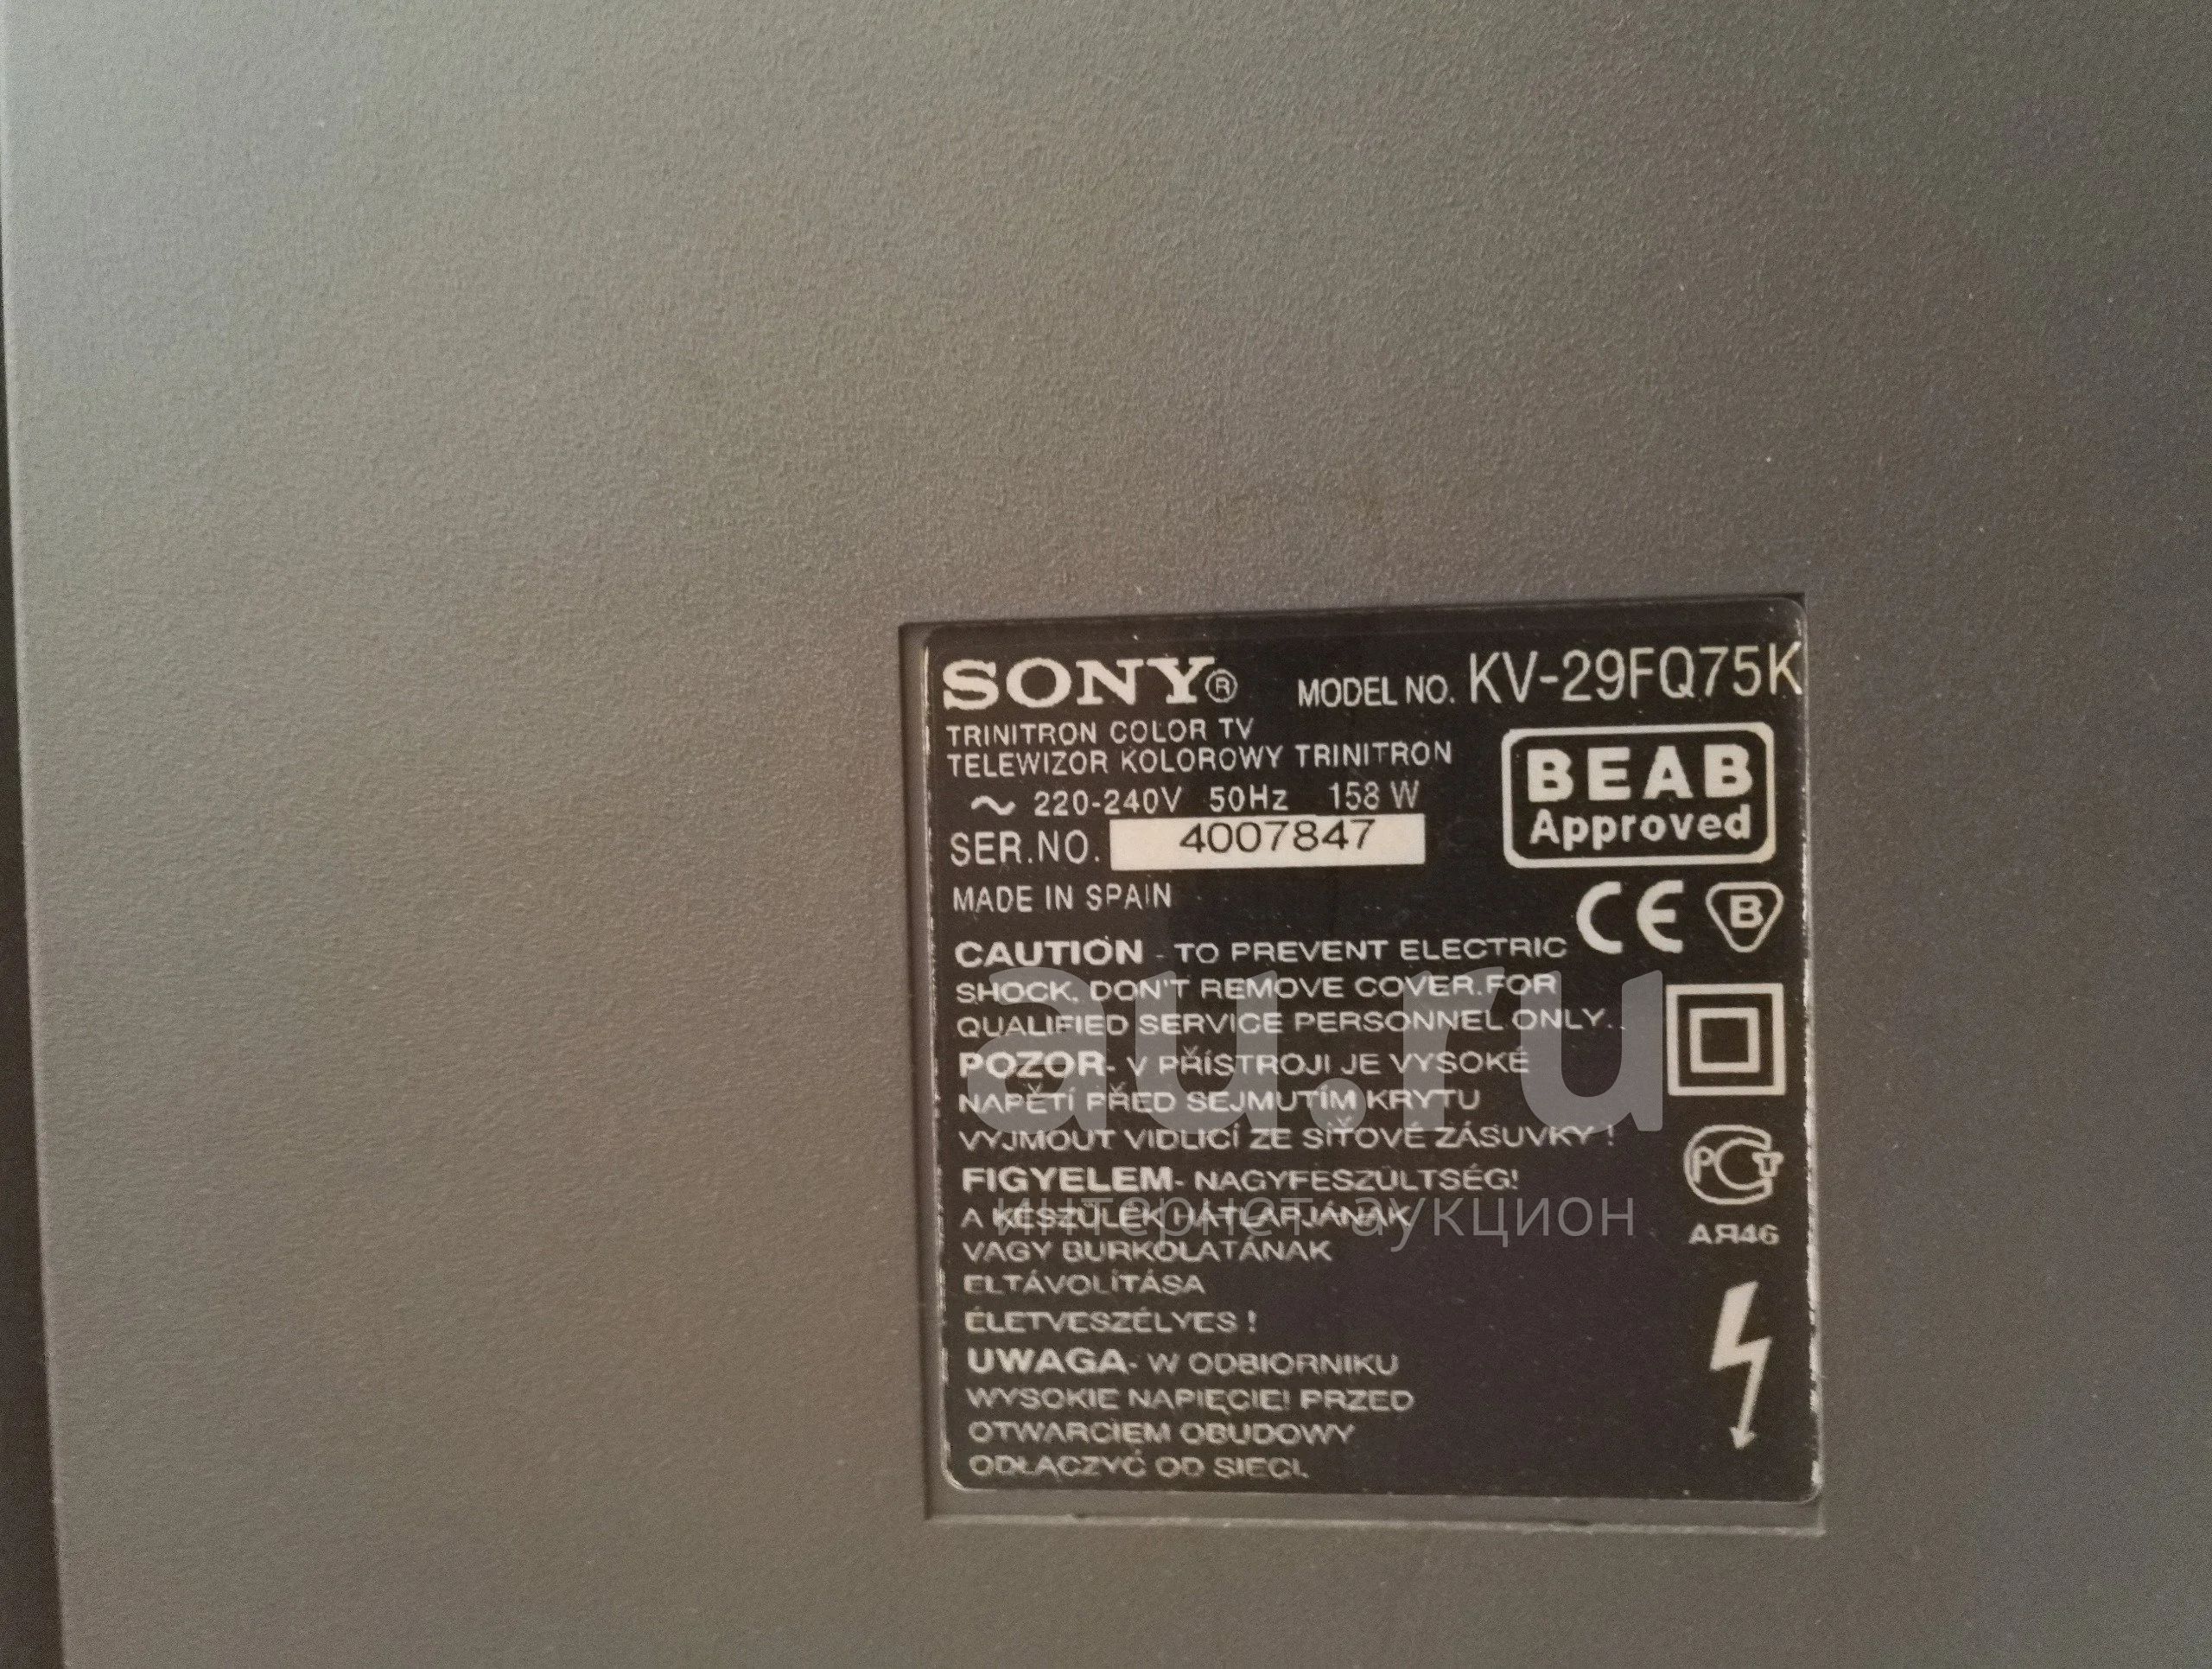 SONY® MODEL NO. KV-29FQ75K
TRINITRON COLOR TV
TELEWIZOR KOLOROWY TRINITRON
~ 220-240V 50Hz 158 W
SER.NO. 4007847
BEAB
Approved
MADE IN SPAIN
CE B
CAUTION - TO PREVENT ELECTRIC
SHOCK, DON'T REMOVE COVER.FOR
QUALIFIED SERVICE PERSONNEL ONLY..
POZOR- V PŘÍSTROJI JE VYSOKÉ
NAPĚTÍ PŘED SEJMUTÍM KRYTU
VYJMOUT VIDLICÍ ZE SÍŤOVÉ ZÁSUVKY !
FIGYELEM- NAGYFESZÜLTSÉG!
A KÉSZÜLÉK HÁTLAPJÁNAK
VAGY BURKOLATÁNAK
ELTÁVOLÍTÁSA
ÉLETVESZÉLYES !
UWAGA- W ODBIORNIKU
WYSOKIE NAPIĘCIE! PRZED
OTWARCIEM OBUDOWY
ODŁĄCZYĆ OD SIECI.
РСТ
АЯ46
au.ru
интернет-аукцион